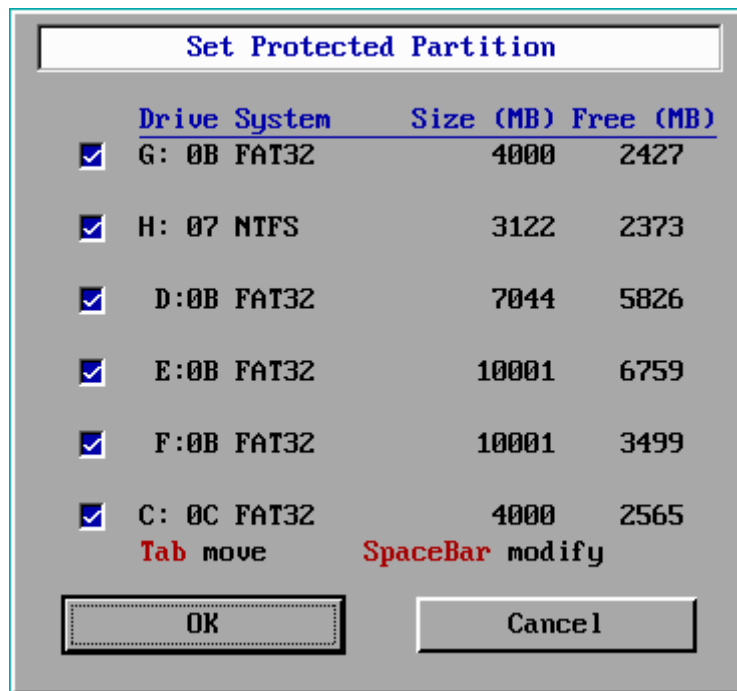 Set Protected Partition
Drive System Size (MB) Free (MB)
G: 0B FAT32 4000 2427
H: 07 NTFS 3122 2373
D:0B FAT32 7044 5826
E:0B FAT32 10001 6759
F:0B FAT32 10001 3499
C: 0C FAT32 4000 2565
Tab move SpaceBar modify
OK Cancel